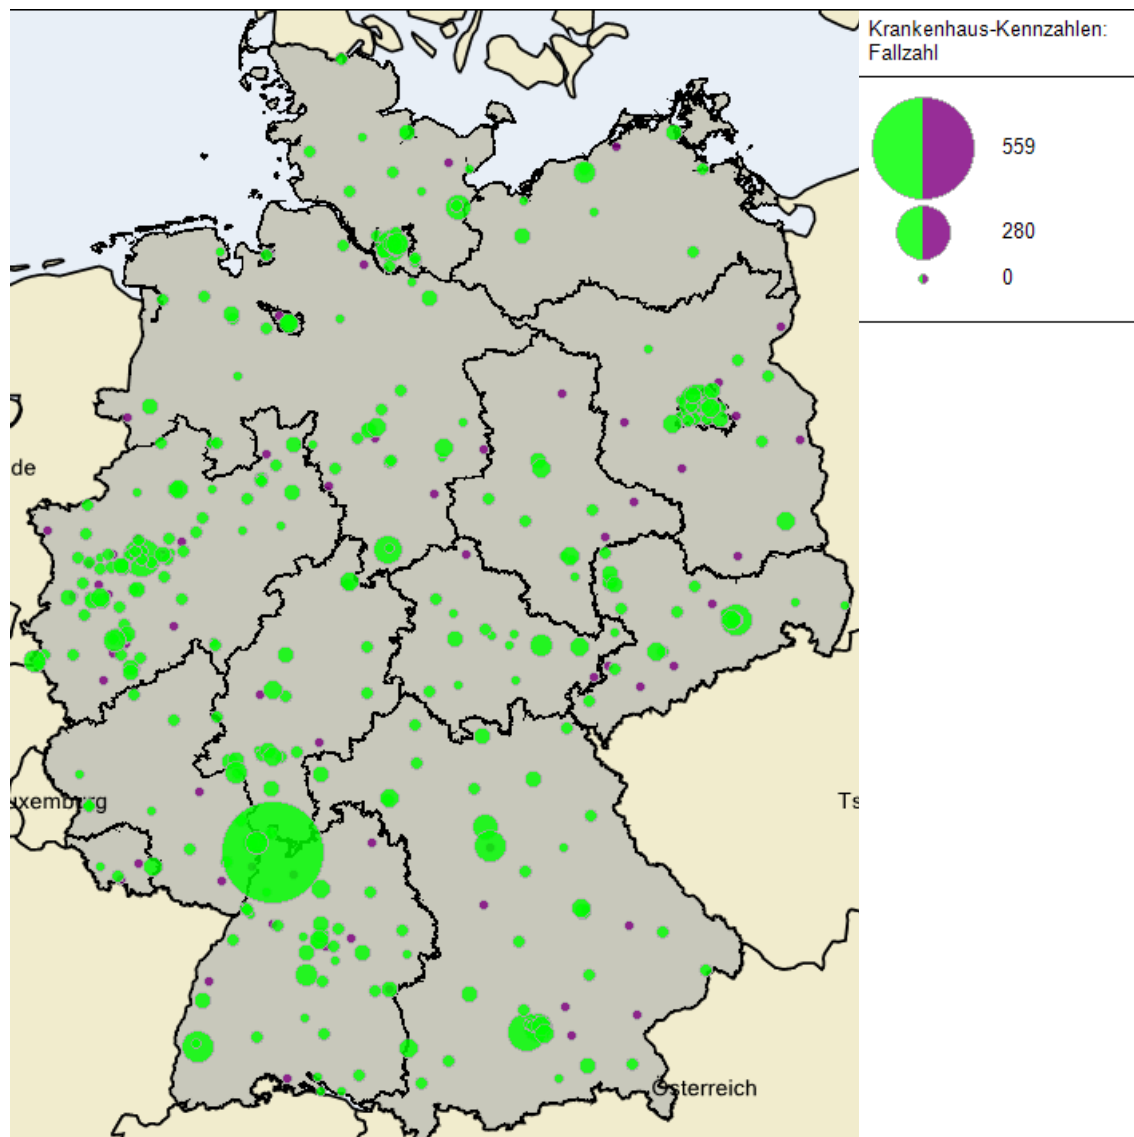 Krankenhaus-Kennzahlen:
Fallzahl
559
280
0
de
uxemburg
Ts
Österreich